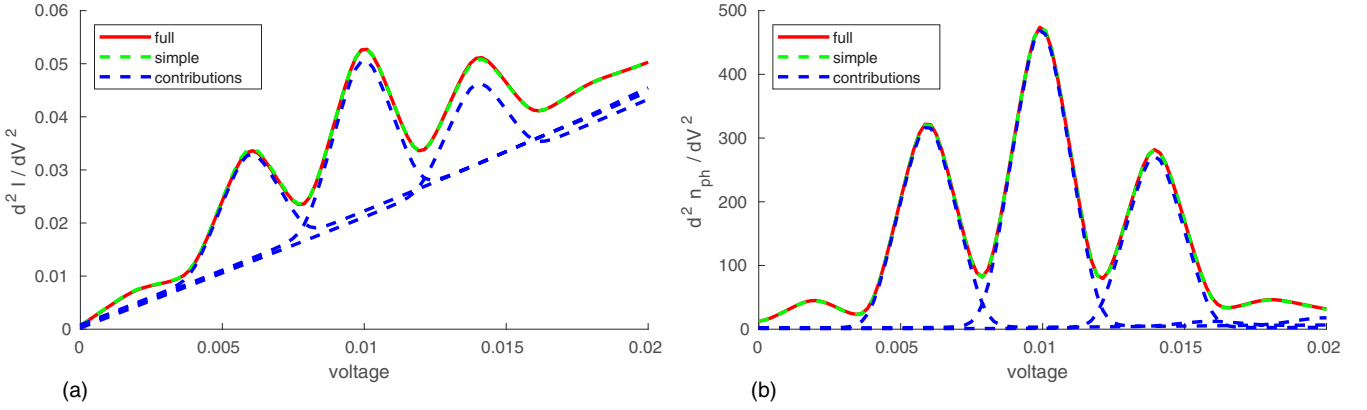 full
simple
contributions
d² I / dV²
0.06
0.05
0.04
0.03
0.02
0.01
0
0
0.005
0.01
0.015
0.02
voltage
(a)
full
simple
contributions
d² nph / dV²
500
400
300
200
100
0
0
0.005
0.01
0.015
0.02
voltage
(b)